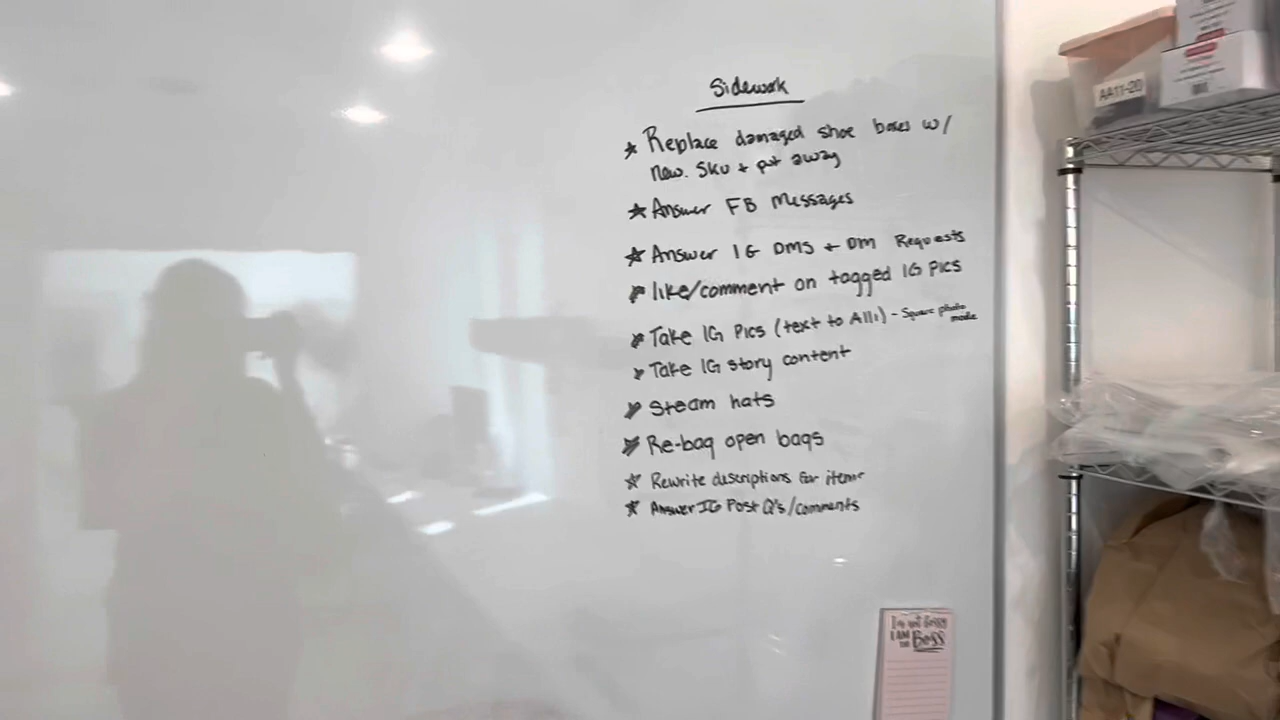 Sidework
★ Replace damaged shoe boxes w/
new. SKU + put away
★ Answer FB Messages
★ Answer IG DMS + DM Requests
★ like/comment on tagged IG Pics
★ Take IG Pics (text to Alli) - Square photo
mode
★ Take IG story content
★ Steam hats
★ Re-bag open bags
★ Rewrite descriptions for items
★ Answer IG Post Q's/comments
AA11-20
I'm not Bossy
I AM
THE BOSS